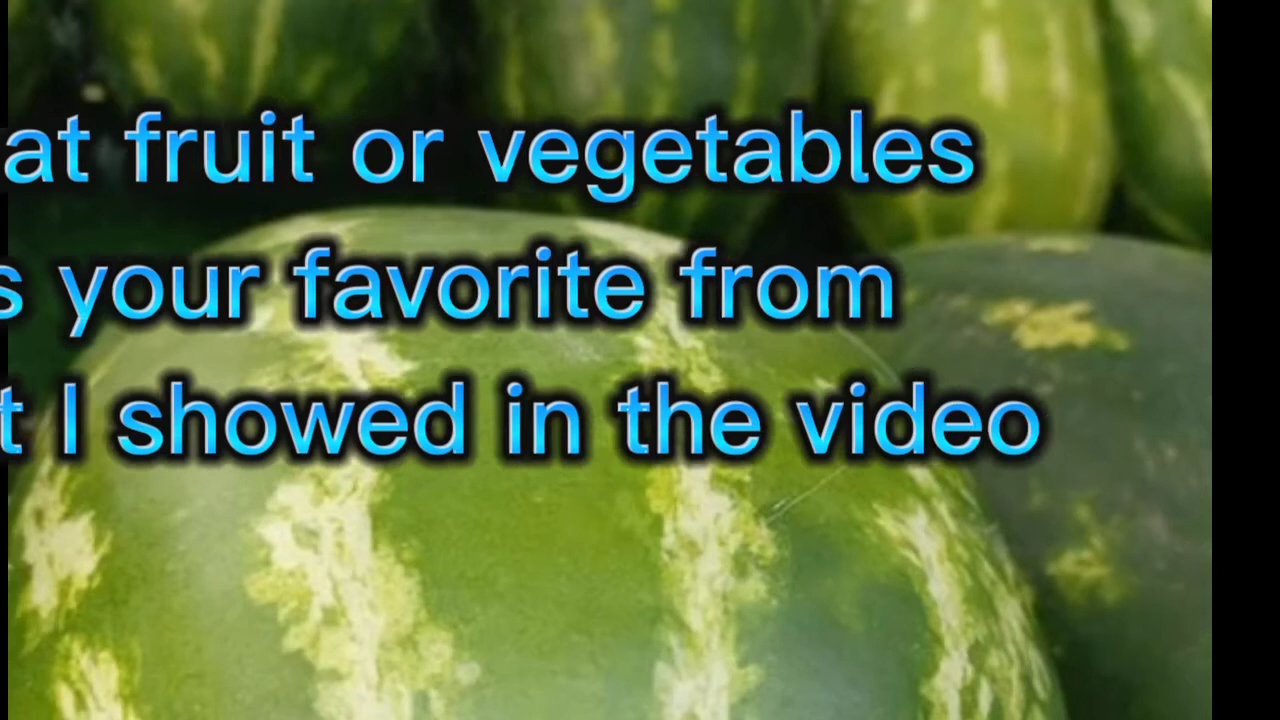 at fruit or vegetables
s your favorite from
t I showed in the video